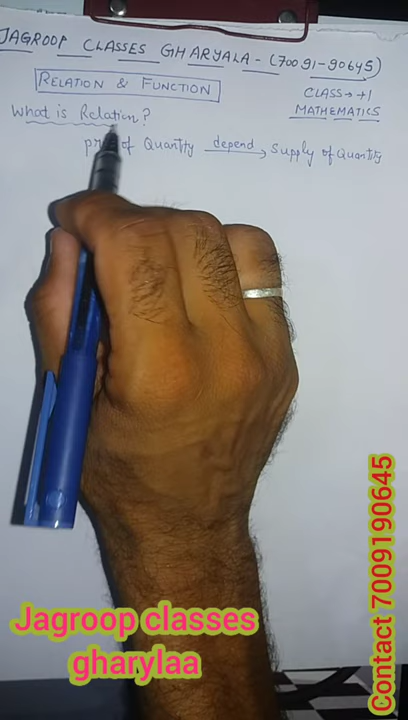 JAGROOP CLASSES GHARYALA - (70091-90645)
RELATION & FUNCTION
CLASS → +1
MATHEMATICS
What is Relation?
of Quantity depend → Supply of Quantity
Jagroop classes
gharylaa
Contact 7009190645